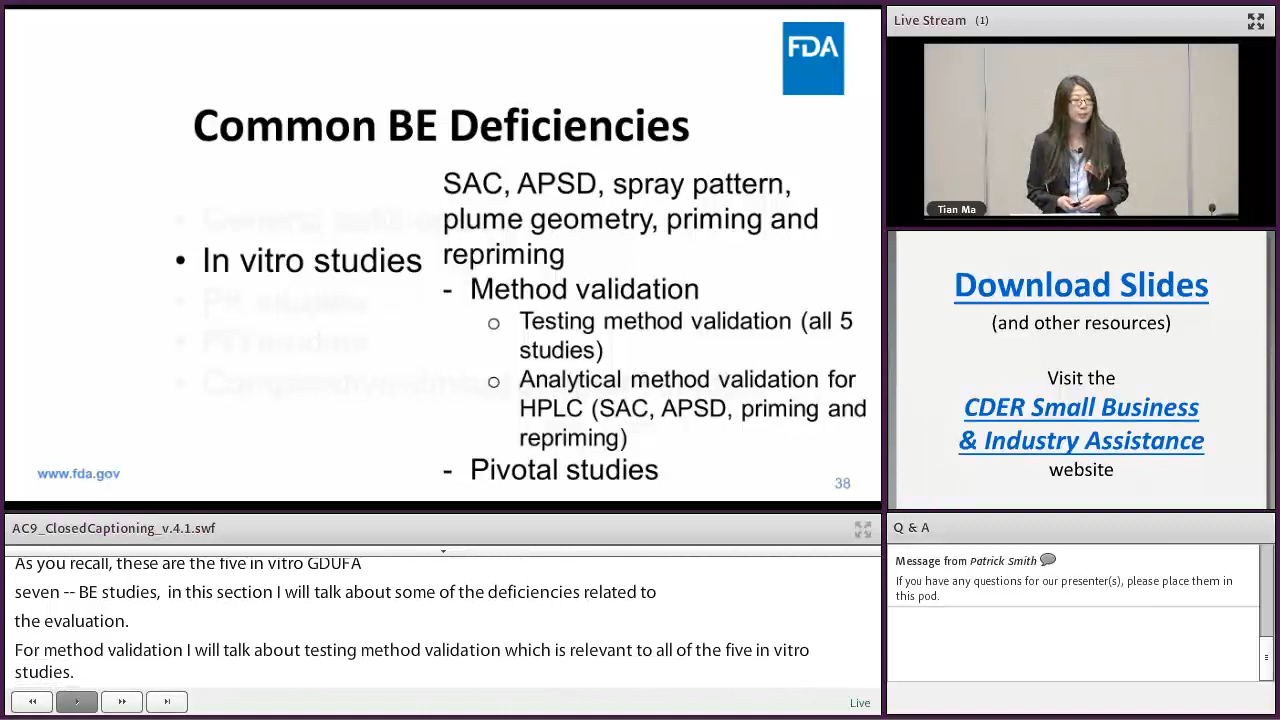 FDA
Common BE Deficiencies
SAC, APSD, spray pattern,
plume geometry, priming and
repriming
• In vitro studies
- Method validation
o Testing method validation (all 5
studies)
o Analytical method validation for
HPLC (SAC, APSD, priming and
repriming)
- Pivotal studies
www.fda.gov
38
Live Stream (1)
Tian Ma
Download Slides
(and other resources)
Visit the
CDER Small Business
& Industry Assistance
website
AC9_ClosedCaptioning_v.4.1.swf
As you recall, these are the five in vitro GDUFA
seven -- BE studies, in this section I will talk about some of the deficiencies related to
the evaluation.
For method validation I will talk about testing method validation which is relevant to all of the five in vitro
studies.
Live
Q & A
Message from Patrick Smith
If you have any questions for our presenter(s), please place them in
this pod.